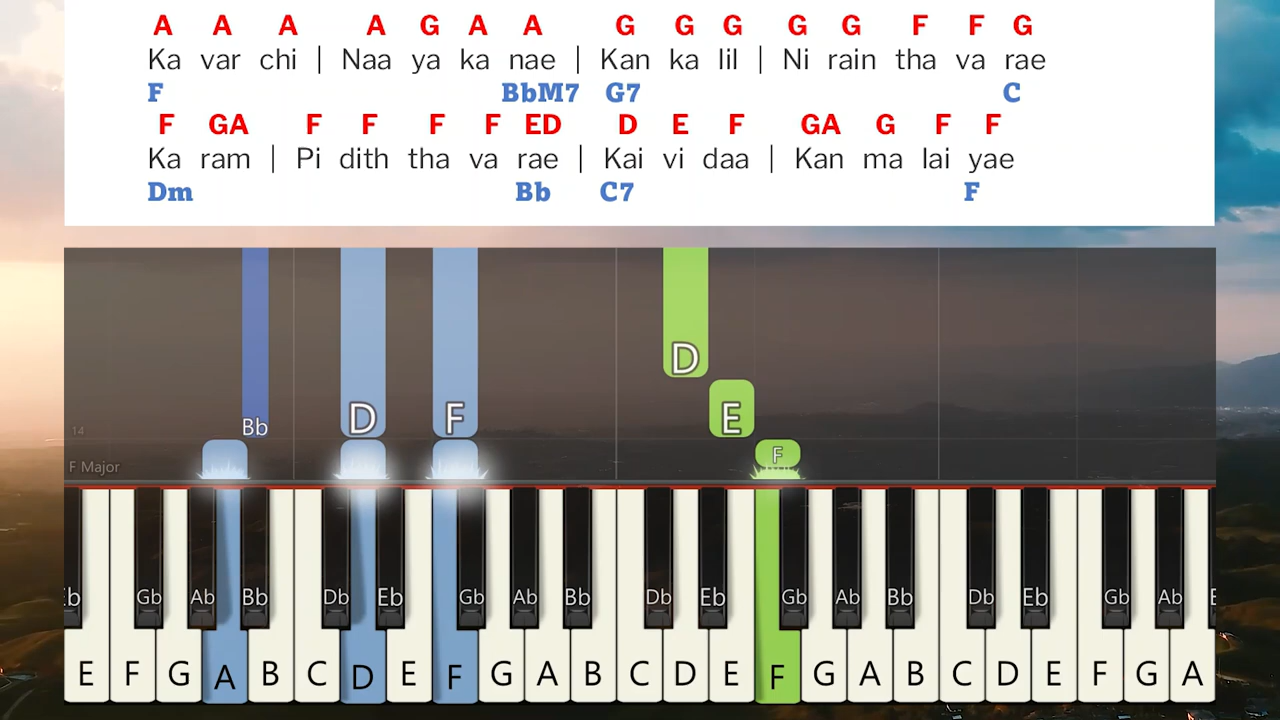 A A A A G A A G G G G G F F G
Ka var chi | Naa ya ka nae | Kan ka lil | Ni rain tha va rae
F BbM7 G7 C
F GA F F F F ED D E F GA G F F
Ka ram | Pi dith tha va rae | Kai vi daa | Kan ma lai yae
Dm Bb C7 F
D
Bb D F E
14
F
F Major
Eb Gb Ab Bb Db Eb Gb Ab Bb Db Eb Gb Ab Bb Db Eb Gb Ab
E F G A B C D E F G A B C D E F G A B C D E F G A